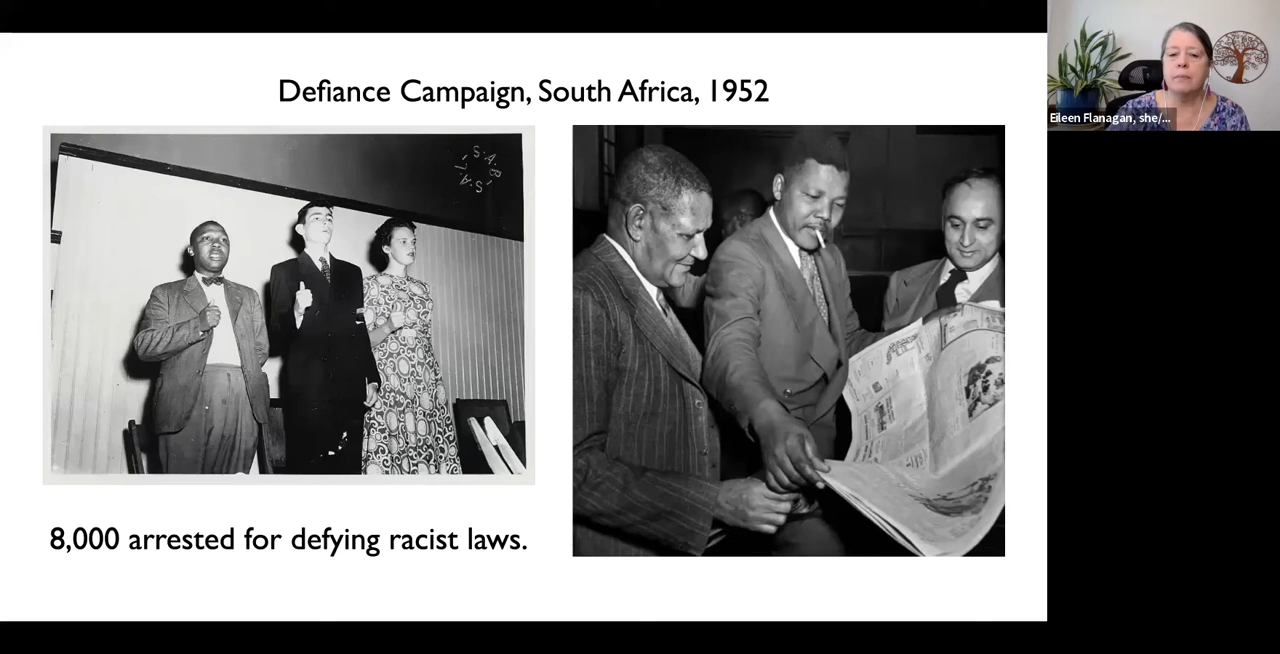 Defiance Campaign, South Africa, 1952
8,000 arrested for defying racist laws.
Eileen Flanagan, she/...